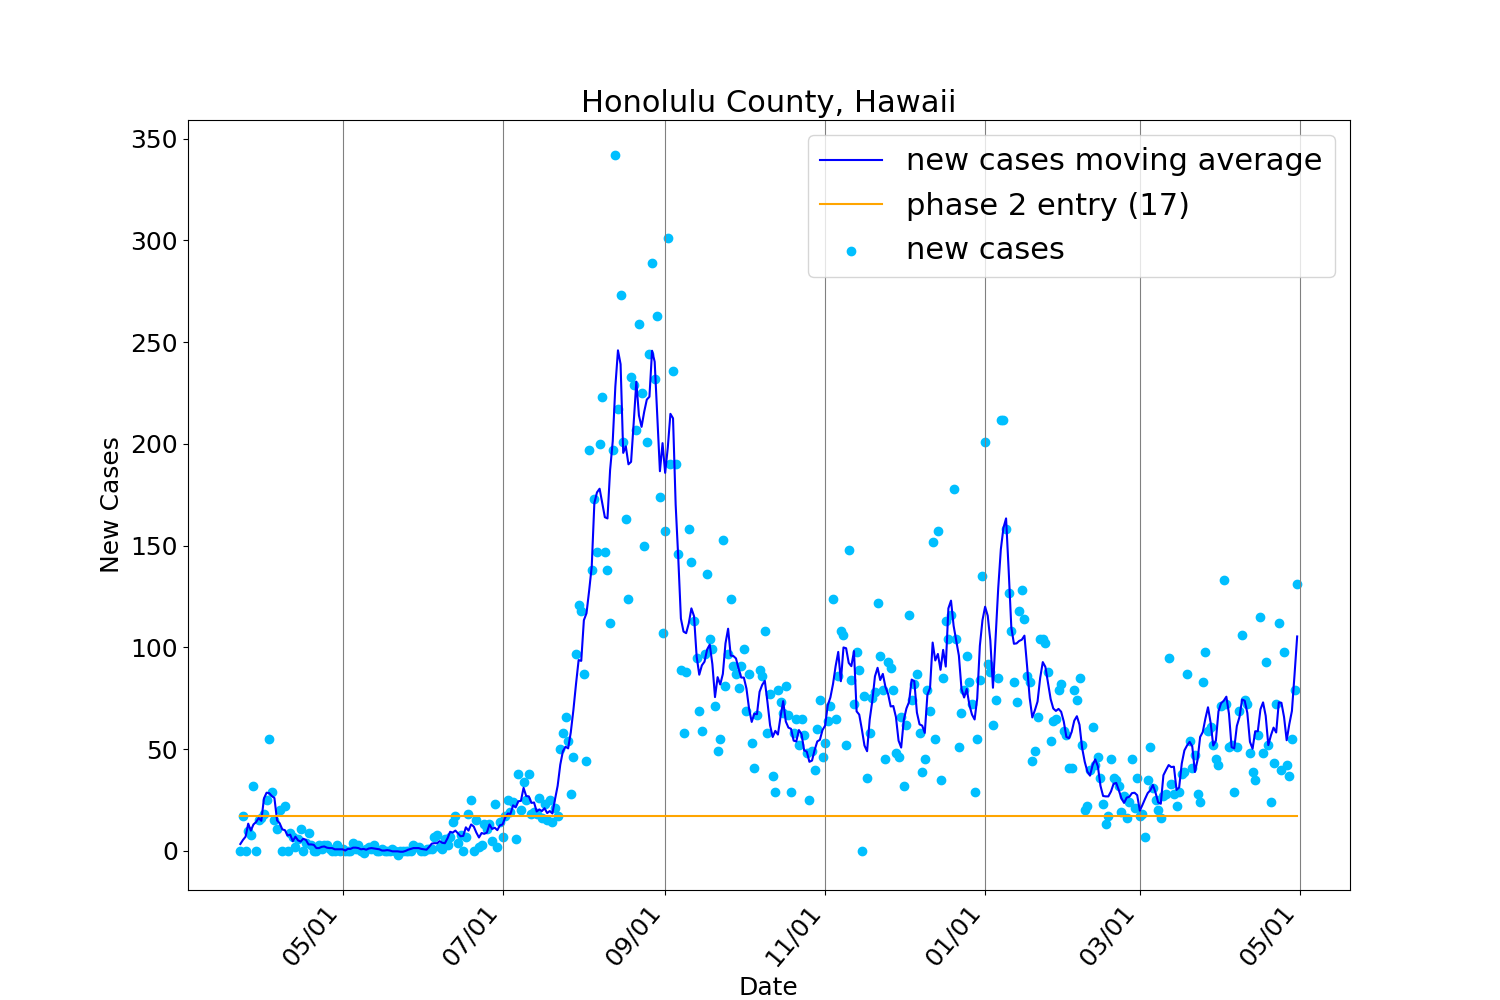 Honolulu County, Hawaii
350
300
250
200
150
100
50
0
New Cases
new cases moving average
phase 2 entry (17)
new cases
05/01
07/01
09/01
11/01
01/01
03/01
05/01
Date